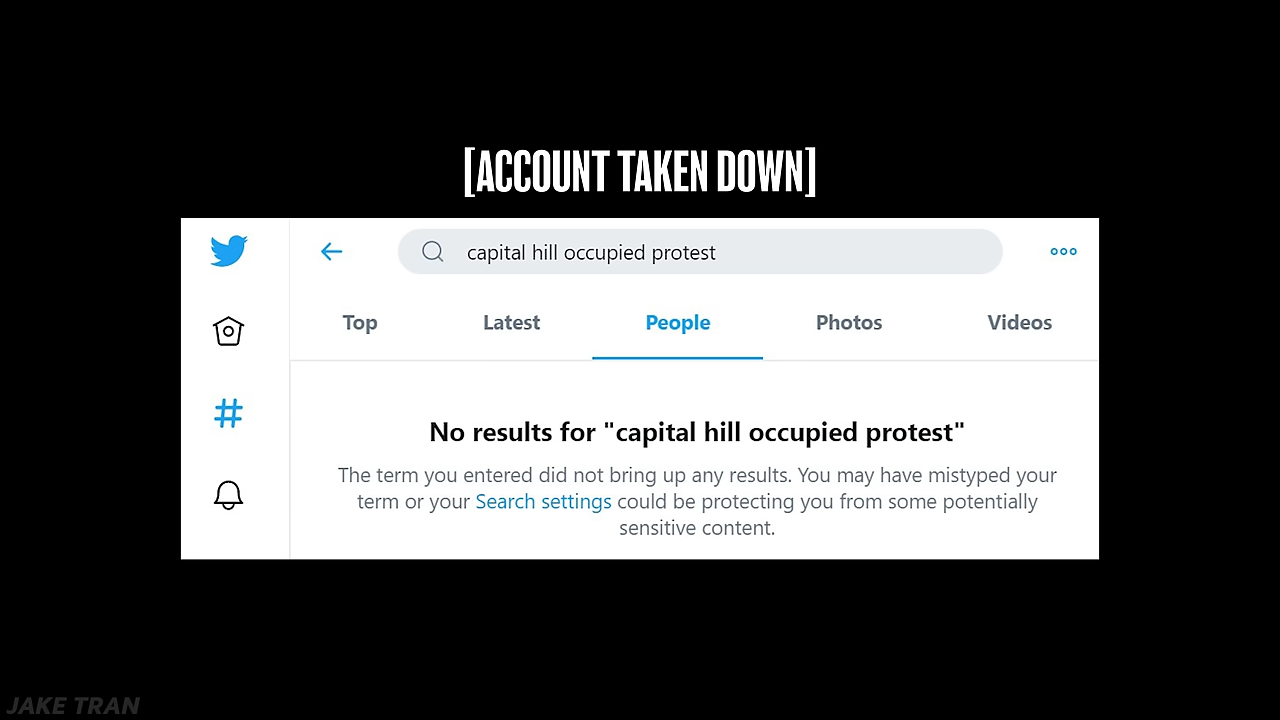 [ACCOUNT TAKEN DOWN]
capital hill occupied protest
Top Latest People Photos Videos
No results for "capital hill occupied protest"
The term you entered did not bring up any results. You may have mistyped your
term or your Search settings could be protecting you from some potentially
sensitive content.
JAKE TRAN